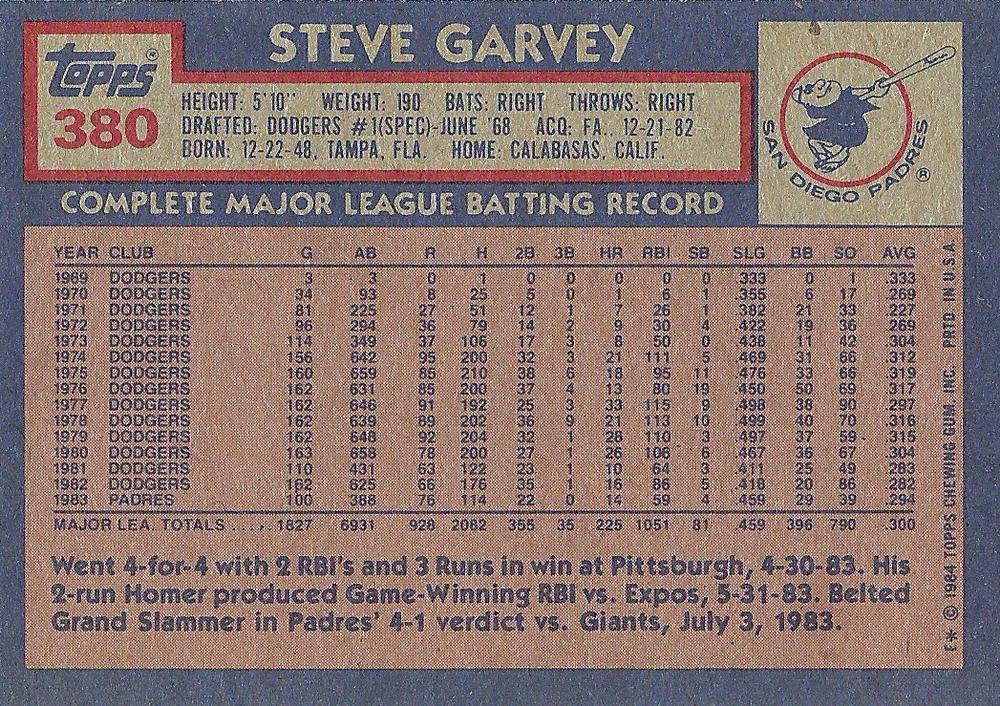 STEVE GARVEY
Topps®
380
HEIGHT: 5'10" WEIGHT: 190 BATS: RIGHT THROWS: RIGHT
DRAFTED: DODGERS #1(SPEC)-JUNE '68 ACQ: F.A.. 12-21-82
BORN: 12-22-48, TAMPA, FLA. HOME: CALABASAS, CALIF.
SAN DIEGO PADRES®
COMPLETE MAJOR LEAGUE BATTING RECORD
YEAR CLUB G AB R H 2B 3B HR RBI SB SLG BB SO AVG
1969 DODGERS 3 3 0 1 0 0 0 0 0 .333 0 1 .333
1970 DODGERS 34 93 8 25 5 0 1 6 1 .355 6 17 .269
1971 DODGERS 81 225 27 51 12 1 7 26 1 .382 21 33 .227
1972 DODGERS 96 294 36 79 14 2 9 30 4 .422 19 36 .269
1973 DODGERS 114 349 37 106 17 3 8 50 0 .438 11 42 .304
1974 DODGERS 156 642 95 200 32 3 21 111 5 .469 31 66 .312
1975 DODGERS 160 659 85 210 38 6 18 95 11 .476 33 66 .319
1976 DODGERS 162 631 85 200 37 4 13 80 19 .450 50 69 .317
1977 DODGERS 162 646 91 192 25 3 33 115 9 .498 38 90 .297
1978 DODGERS 162 639 89 202 36 9 21 113 10 .499 40 70 .316
1979 DODGERS 162 648 92 204 32 1 28 110 3 .497 37 59 .315
1980 DODGERS 163 658 78 200 27 1 26 106 6 .467 36 67 .304
1981 DODGERS 110 431 63 122 23 1 10 64 3 .411 25 49 .283
1982 DODGERS 162 625 66 176 35 1 16 86 5 .418 20 86 .282
1983 PADRES 100 388 76 114 22 0 14 59 4 .459 29 39 .294
MAJOR LEA. TOTALS .... 1827 6931 928 2082 355 35 225 1051 81 .459 396 790 .300
Went 4-for-4 with 2 RBI's and 3 Runs in win at Pittsburgh, 4-30-83. His
2-run Homer produced Game-Winning RBI vs. Expos, 5-31-83. Belted
Grand Slammer in Padres' 4-1 verdict vs. Giants, July 3, 1983.
E* © 1984 TOPPS CHEWING GUM, INC. PRTD. IN U.S.A.